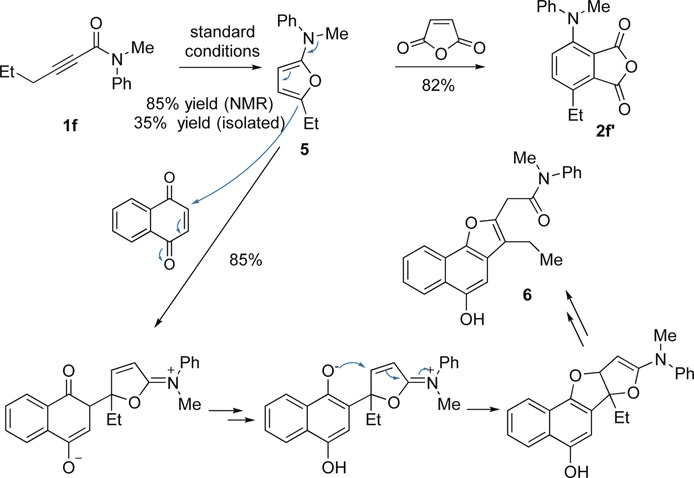 Et
O
N
Me
Ph
1f
standard
conditions
85% yield (NMR)
35% yield (isolated)
Ph
N
Me
O
Et
5
O
O
O
82%
Ph
N
Me
O
O
O
Et
2f'
O
O
85%
Me
N
Ph
O
O
Me
OH
6
O
O
Et
N
+
Ph
Me
O
−
O
-
O
Et
N
+
Ph
Me
OH
O
O
Et
N
Me
Ph
OH